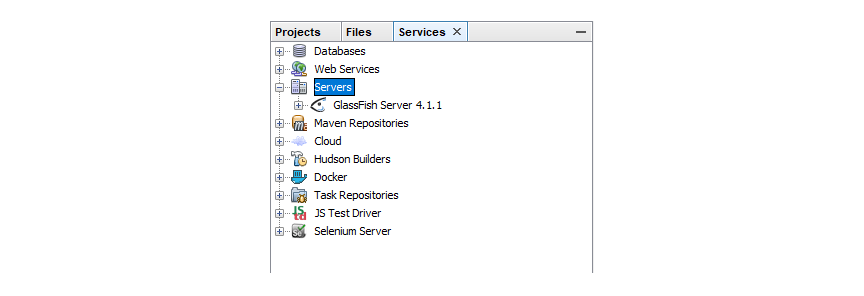 Projects Files Services
Databases
Web Services
Servers
GlassFish Server 4.1.1
Maven Repositories
Cloud
Hudson Builders
Docker
Task Repositories
JS Test Driver
Selenium Server